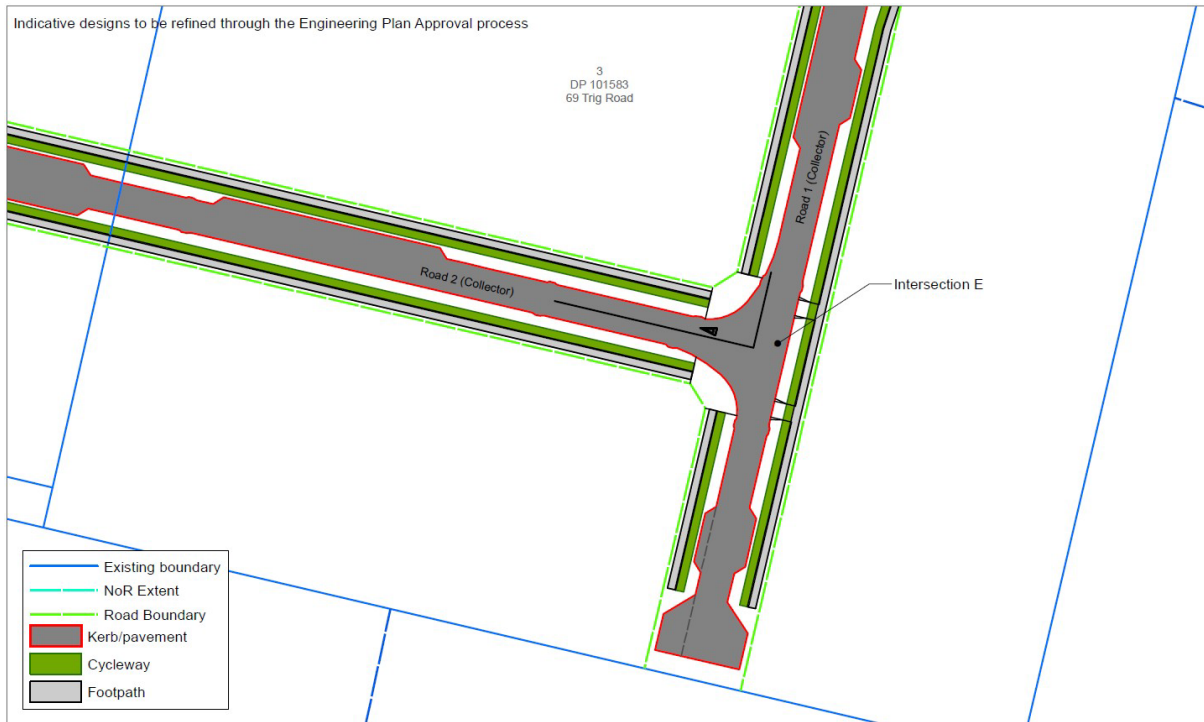 Indicative designs to be refined through the Engineering Plan Approval process
3
DP 101583
69 Trig Road
Road 1 (Collector)
Road 2 (Collector)
Intersection E
Existing boundary
NoR Extent
Road Boundary
Kerb/pavement
Cycleway
Footpath